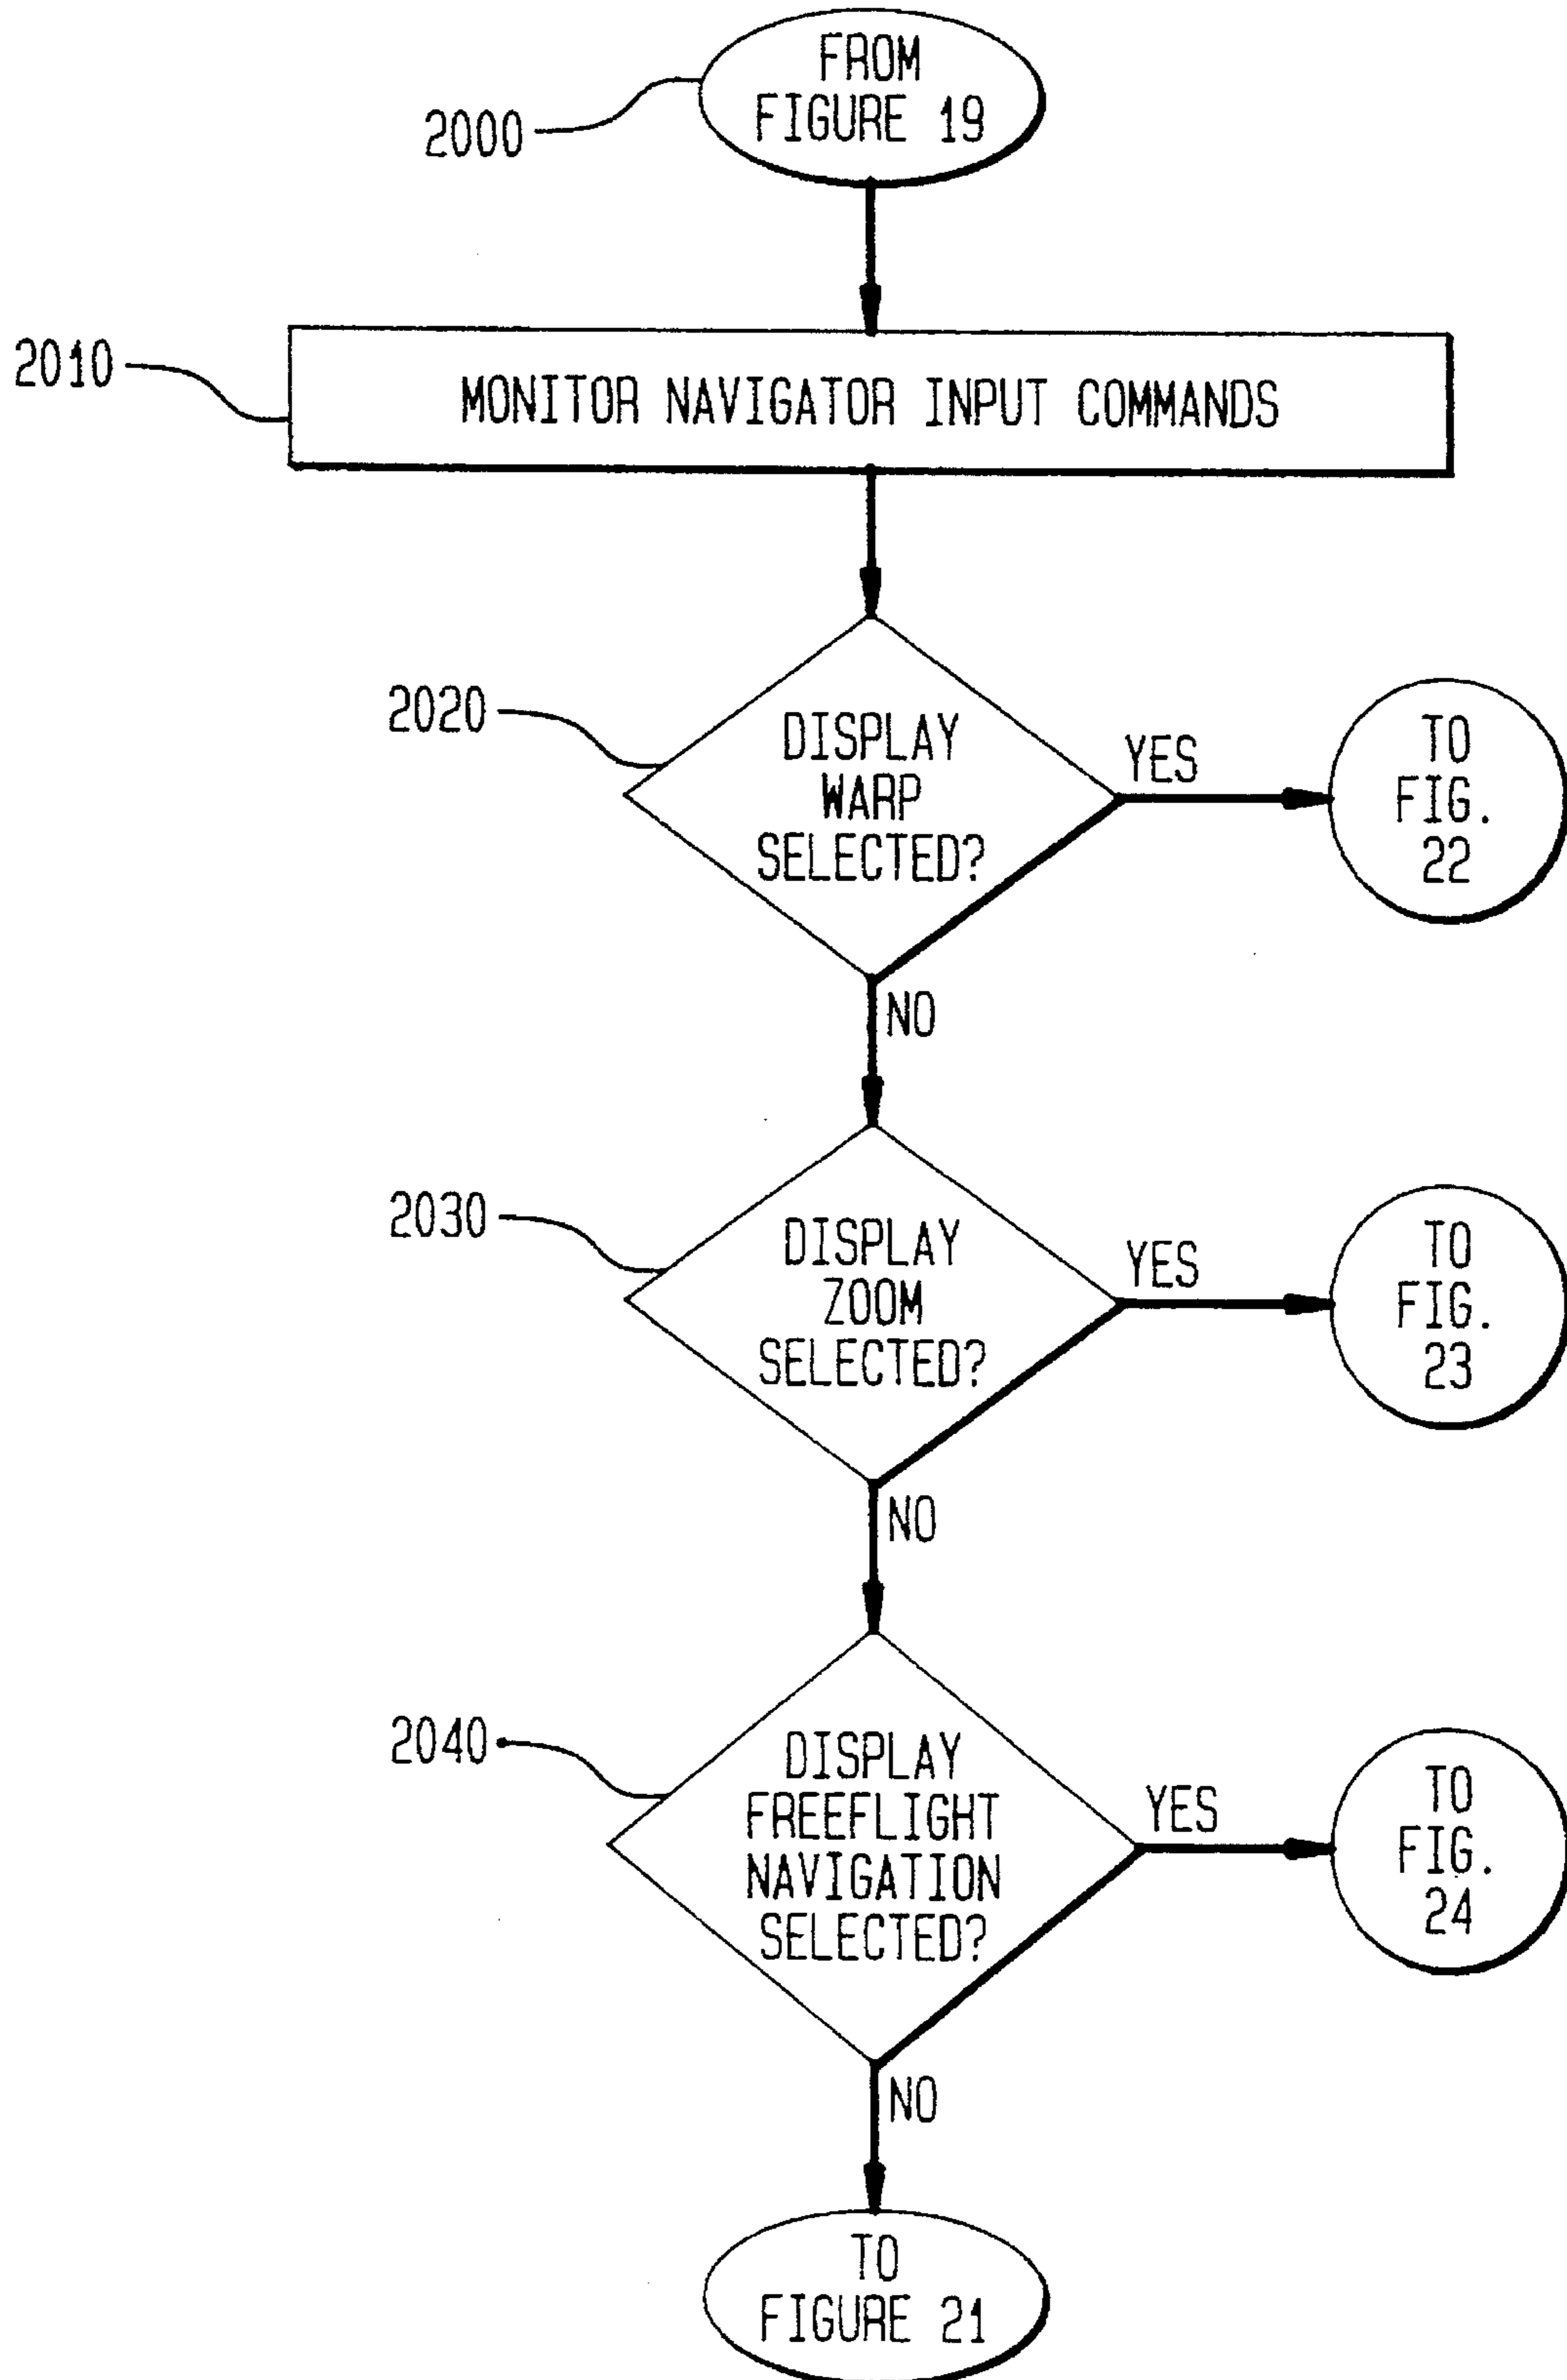 FROM
FIGURE 19
2000
2010
MONITOR NAVIGATOR INPUT COMMANDS
2020
DISPLAY
WARP
SELECTED?
YES
TO
FIG.
22
NO
2030
DISPLAY
ZOOM
SELECTED?
YES
TO
FIG.
23
NO
2040
DISPLAY
FREEFLIGHT
NAVIGATION
SELECTED?
YES
TO
FIG.
24
NO
TO
FIGURE 21